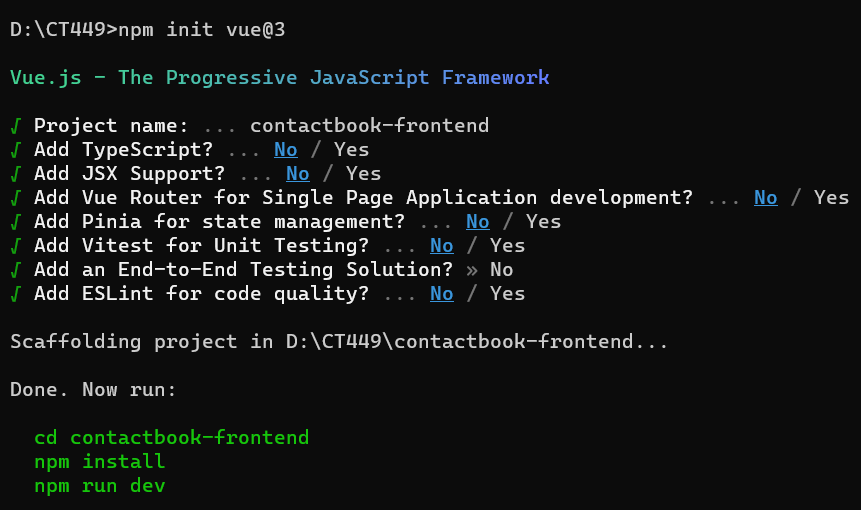 D:\CT449>npm init vue@3
Vue.js - The Progressive JavaScript Framework
√ Project name: ... contactbook-frontend
√ Add TypeScript? ... No / Yes
√ Add JSX Support? ... No / Yes
√ Add Vue Router for Single Page Application development? ... No / Yes
√ Add Pinia for state management? ... No / Yes
√ Add Vitest for Unit Testing? ... No / Yes
√ Add an End-to-End Testing Solution? » No
√ Add ESLint for code quality? ... No / Yes
Scaffolding project in D:\CT449\contactbook-frontend...
Done. Now run:
cd contactbook-frontend
npm install
npm run dev